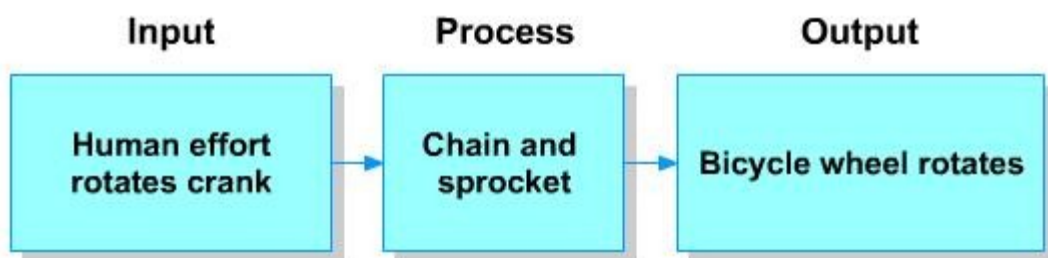 Input
Process
Output
Human effort
rotates crank
Chain and
sprocket
Bicycle wheel rotates